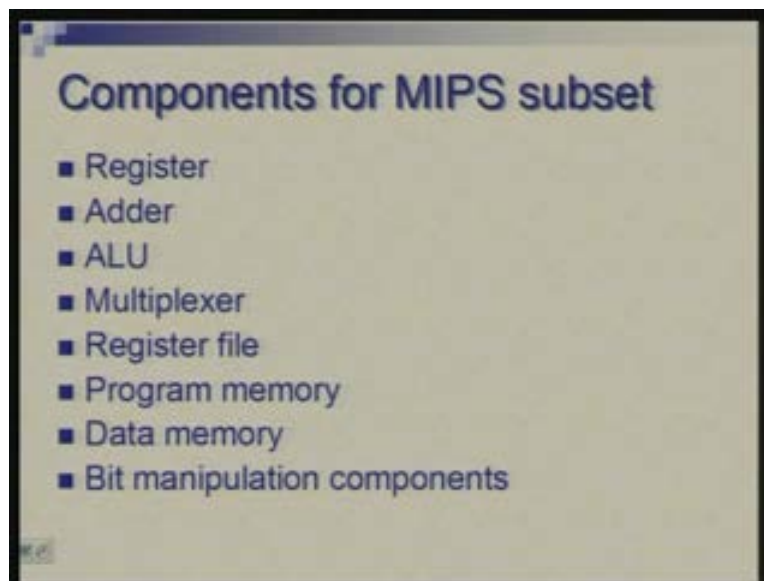 Components for MIPS subset
Register
Adder
ALU
Multiplexer
Register file
Program memory
Data memory
Bit manipulation components